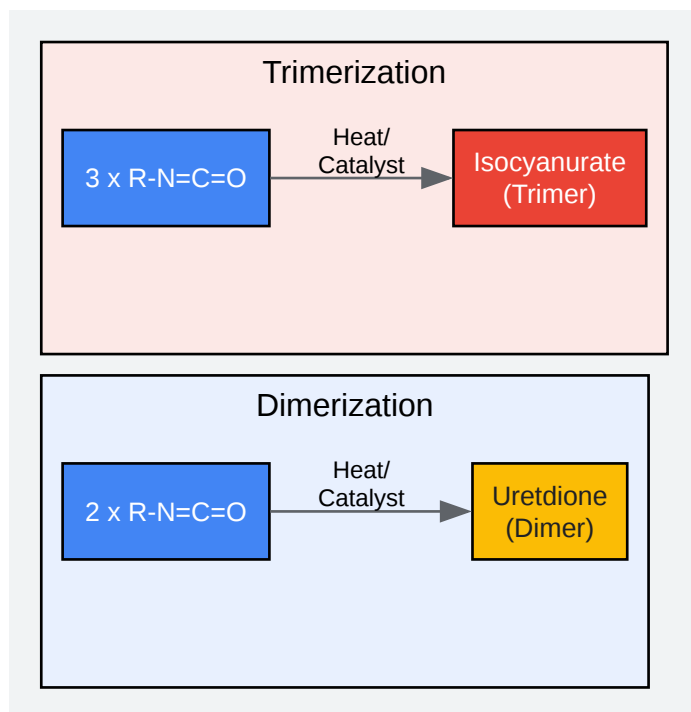 Trimerization
Heat/
Catalyst
3 x R-N=C=O
Isocyanurate
(Trimer)
Dimerization
Heat/
Catalyst
2 x R-N=C=O
Uretdione
(Dimer)